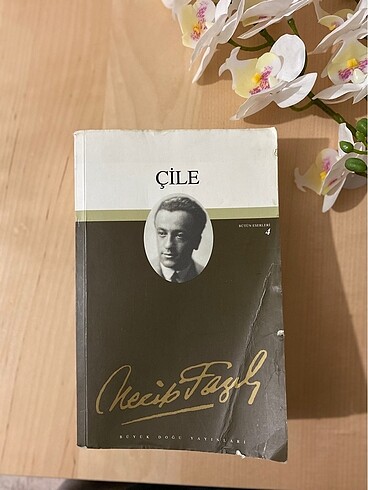 ÇİLE
BÜTÜN ESERLERİ
4
Necip Fazıl
BÜYÜK DOĞU YAYINLARI